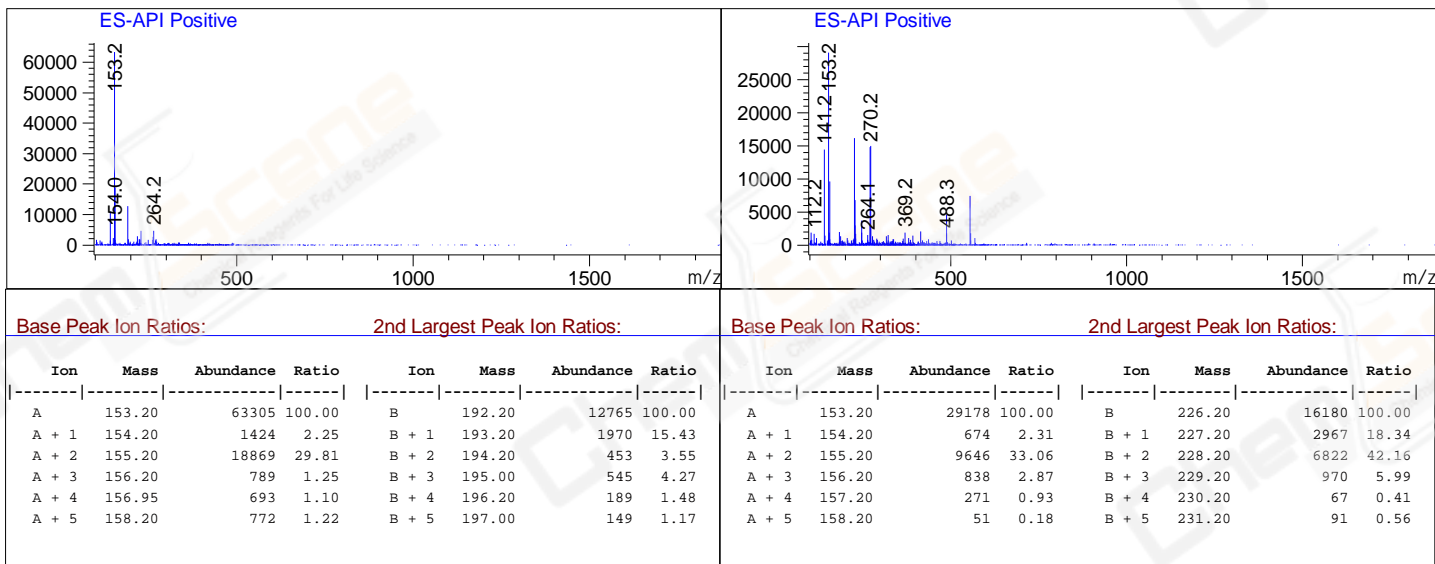 ES-API Positive
60000
50000
40000
30000
20000
10000
0
153.2
154.0
264.2
500
1000
1500
m/z
ES-API Positive
25000
20000
15000
10000
5000
0
112.2
141.2
153.2
264.1
270.2
369.2
488.3
500
1000
1500
m/z
Base Peak Ion Ratios: 2nd Largest Peak Ion Ratios:
Ion Mass Abundance Ratio Ion Mass Abundance Ratio
A 153.20 63305 100.00 B 192.20 12765 100.00
A + 1 154.20 1424 2.25 B + 1 193.20 1970 15.43
A + 2 155.20 18869 29.81 B + 2 194.20 453 3.55
A + 3 156.20 789 1.25 B + 3 195.00 545 4.27
A + 4 156.95 693 1.10 B + 4 196.20 189 1.48
A + 5 158.20 772 1.22 B + 5 197.00 149 1.17
Base Peak Ion Ratios: 2nd Largest Peak Ion Ratios:
Ion Mass Abundance Ratio Ion Mass Abundance Ratio
A 153.20 29178 100.00 B 226.20 16180 100.00
A + 1 154.20 674 2.31 B + 1 227.20 2967 18.34
A + 2 155.20 9646 33.06 B + 2 228.20 6822 42.16
A + 3 156.20 838 2.87 B + 3 229.20 970 5.99
A + 4 157.20 271 0.93 B + 4 230.20 67 0.41
A + 5 158.20 51 0.18 B + 5 231.20 91 0.56